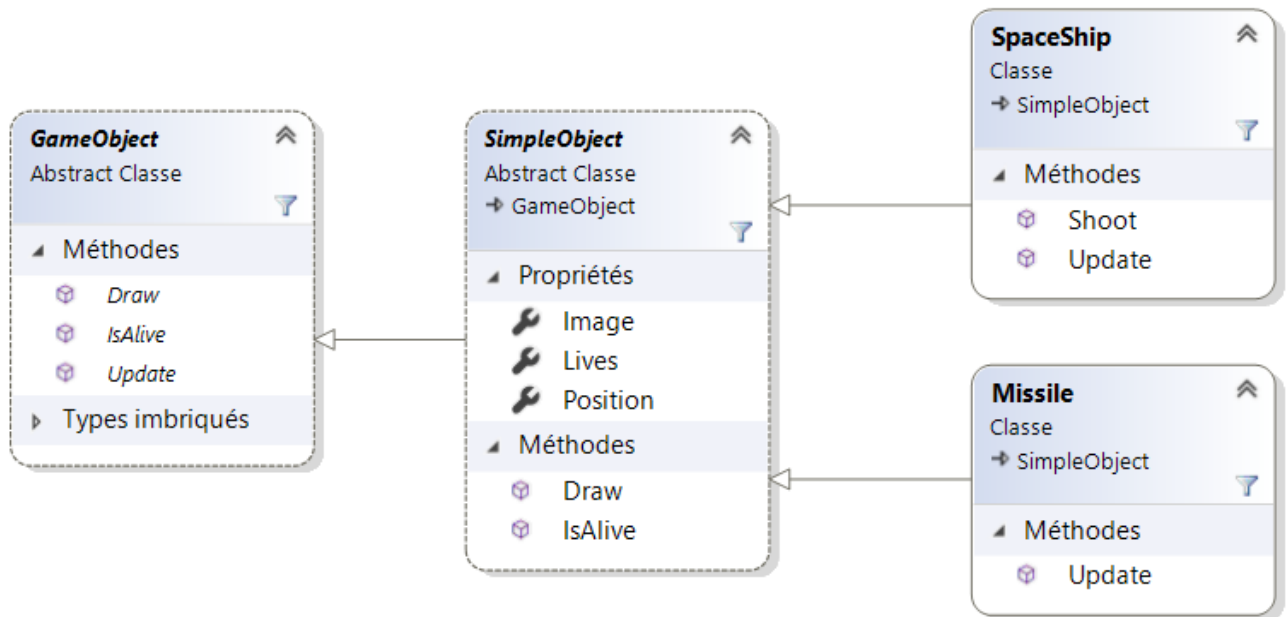 GameObject
Abstract Classe
Méthodes
Draw
IsAlive
Update
Types imbriqués
SimpleObject
Abstract Classe
GameObject
Propriétés
Image
Lives
Position
Méthodes
Draw
IsAlive
SpaceShip
Classe
SimpleObject
Méthodes
Shoot
Update
Missile
Classe
SimpleObject
Méthodes
Update